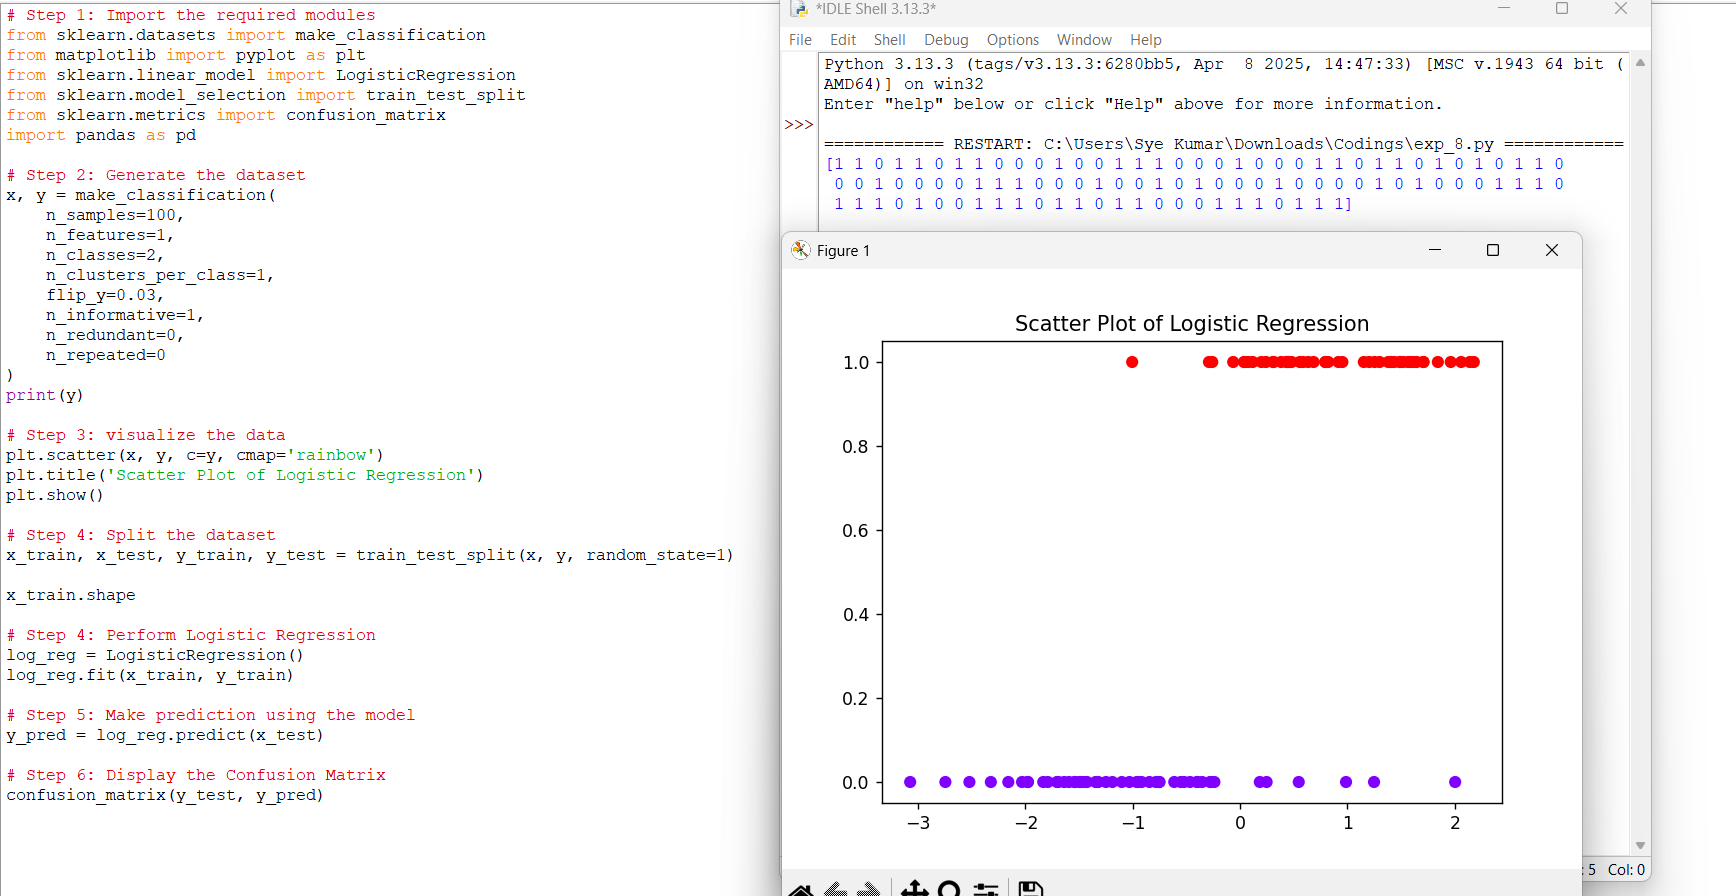 # Step 1: Import the required modules
from sklearn.datasets import make_classification
from matplotlib import pyplot as plt
from sklearn.linear_model import LogisticRegression
from sklearn.model_selection import train_test_split
from sklearn.metrics import confusion_matrix
import pandas as pd
# Step 2: Generate the dataset
x, y = make_classification(
    n_samples=100,
    n_features=1,
    n_classes=2,
    n_clusters_per_class=1,
    flip_y=0.03,
    n_informative=1,
    n_redundant=0,
    n_repeated=0
)
print(y)
# Step 3: visualize the data
plt.scatter(x, y, c=y, cmap='rainbow')
plt.title('Scatter Plot of Logistic Regression')
plt.show()
# Step 4: Split the dataset
x_train, x_test, y_train, y_test = train_test_split(x, y, random_state=1)
x_train.shape
# Step 4: Perform Logistic Regression
log_reg = LogisticRegression()
log_reg.fit(x_train, y_train)
# Step 5: Make prediction using the model
y_pred = log_reg.predict(x_test)
# Step 6: Display the Confusion Matrix
confusion_matrix(y_test, y_pred)
*IDLE Shell 3.13.3*
File Edit Shell Debug Options Window Help
Python 3.13.3 (tags/v3.13.3:6280bb5, Apr  8 2025, 14:47:33) [MSC v.1943 64 bit (
AMD64)] on win32
Enter "help" below or click "Help" above for more information.
>>>
============ RESTART: C:\Users\Sye Kumar\Downloads\Codings\exp_8.py ============
[1 1 0 1 1 0 1 1 0 0 0 1 0 0 1 1 1 0 0 0 1 0 0 0 1 1 0 1 1 0 1 0 1 0 1 1 0
 0 0 1 0 0 0 0 1 1 1 0 0 0 1 0 0 1 0 1 0 0 0 1 0 0 0 0 1 0 1 0 0 0 1 1 1 0
 1 1 1 0 1 0 0 1 1 1 0 1 1 0 1 1 0 0 0 1 1 1 0 1 1 1]
Figure 1
Scatter Plot of Logistic Regression
1.0
0.8
0.6
0.4
0.2
0.0
−3 −2 −1 0 1 2
: 5 Col: 0